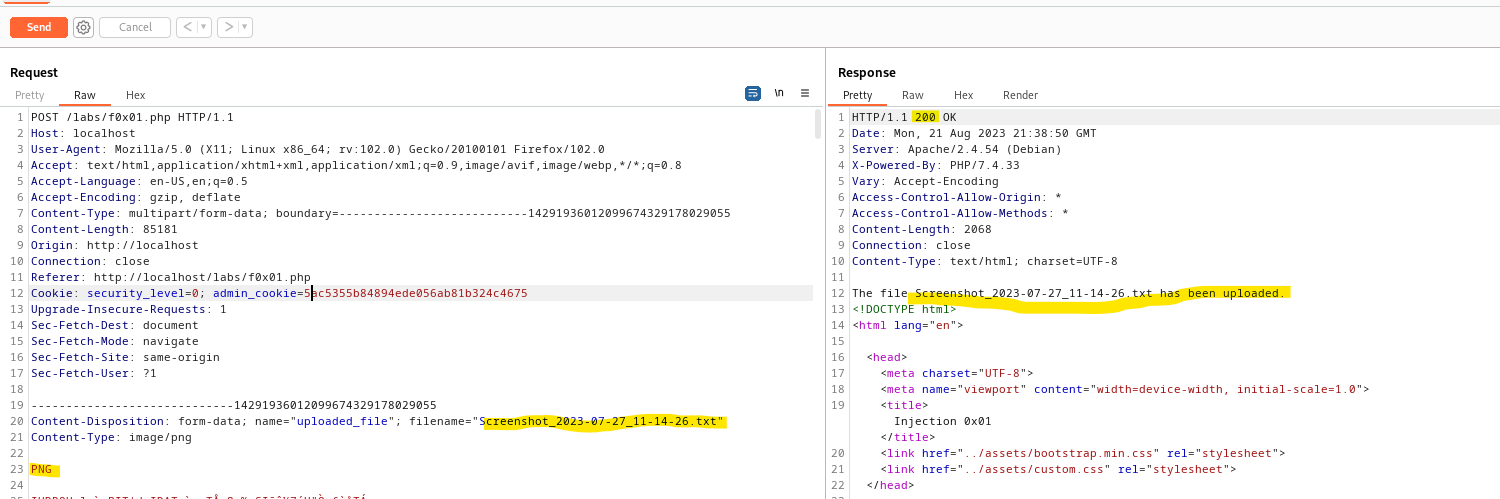 Send Cancel < >
Request
Pretty Raw Hex \n
1 POST /labs/f0x01.php HTTP/1.1
2 Host: localhost
3 User-Agent: Mozilla/5.0 (X11; Linux x86_64; rv:102.0) Gecko/20100101 Firefox/102.0
4 Accept: text/html,application/xhtml+xml,application/xml;q=0.9,image/avif,image/webp,*/*;q=0.8
5 Accept-Language: en-US,en;q=0.5
6 Accept-Encoding: gzip, deflate
7 Content-Type: multipart/form-data; boundary=---------------------------142919360120996743291​78029055
8 Content-Length: 85181
9 Origin: http://localhost
10 Connection: close
11 Referer: http://localhost/labs/f0x01.php
12 Cookie: security_level=0; admin_cookie=5ac5355b84894ede056ab81b324c4675
13 Upgrade-Insecure-Requests: 1
14 Sec-Fetch-Dest: document
15 Sec-Fetch-Mode: navigate
16 Sec-Fetch-Site: same-origin
17 Sec-Fetch-User: ?1
18
19 -----------------------------14291936012099674329178029055
20 Content-Disposition: form-data; name="uploaded_file"; filename="Screenshot_2023-07-27_11-14-26.txt"
21 Content-Type: image/png
22
23 PNG
24
Response
Pretty Raw Hex Render
1 HTTP/1.1 200 OK
2 Date: Mon, 21 Aug 2023 21:38:50 GMT
3 Server: Apache/2.4.54 (Debian)
4 X-Powered-By: PHP/7.4.33
5 Vary: Accept-Encoding
6 Access-Control-Allow-Origin: *
7 Access-Control-Allow-Methods: *
8 Content-Length: 2068
9 Connection: close
10 Content-Type: text/html; charset=UTF-8
11
12 The file Screenshot_2023-07-27_11-14-26.txt has been uploaded.
13 <!DOCTYPE html>
14 <html lang="en">
15
16 <head>
17 <meta charset="UTF-8">
18 <meta name="viewport" content="width=device-width, initial-scale=1.0">
19 <title>
Injection 0x01
</title>
20 <link href="../assets/bootstrap.min.css" rel="stylesheet">
21 <link href="../assets/custom.css" rel="stylesheet">
22 </head>